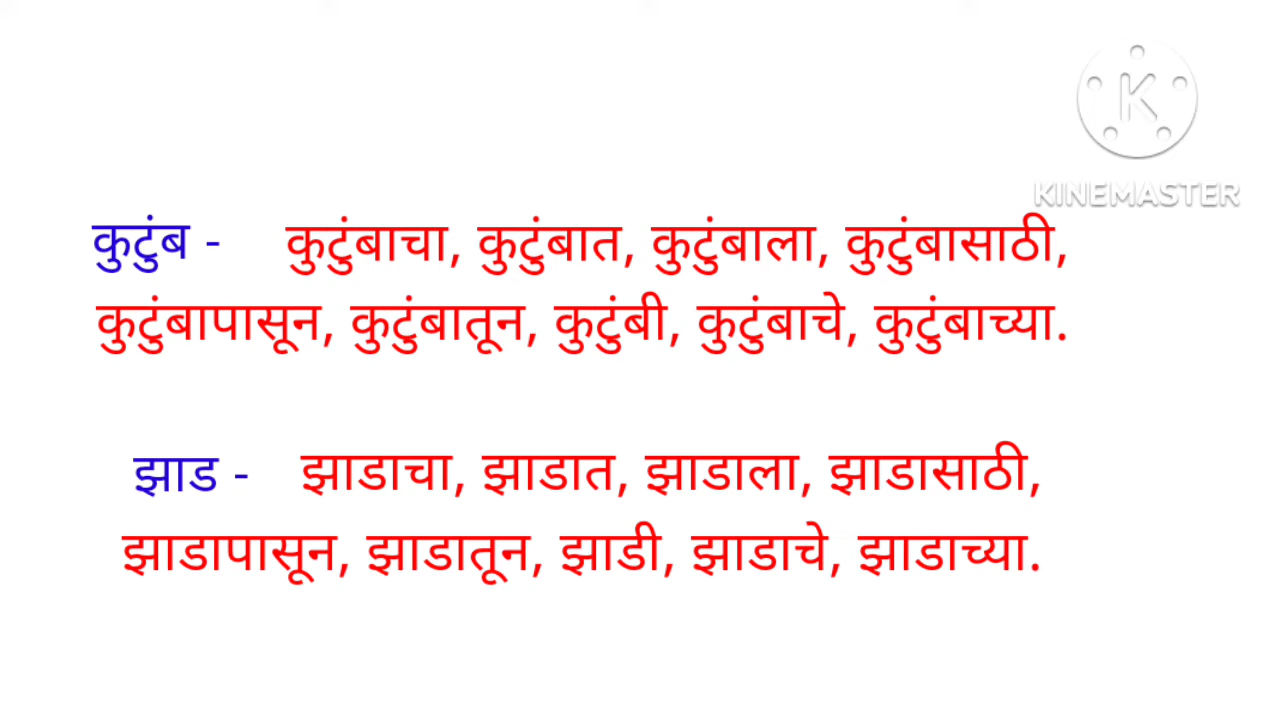 K
KINEMASTER
कुटुंब - कुटुंबाचा, कुटुंबात, कुटुंबाला, कुटुंबासाठी,
कुटुंबापासून, कुटुंबातून, कुटुंबी, कुटुंबाचे, कुटुंबाच्या.
झाड - झाडाचा, झाडात, झाडाला, झाडासाठी,
झाडापासून, झाडातून, झाडी, झाडाचे, झाडाच्या.